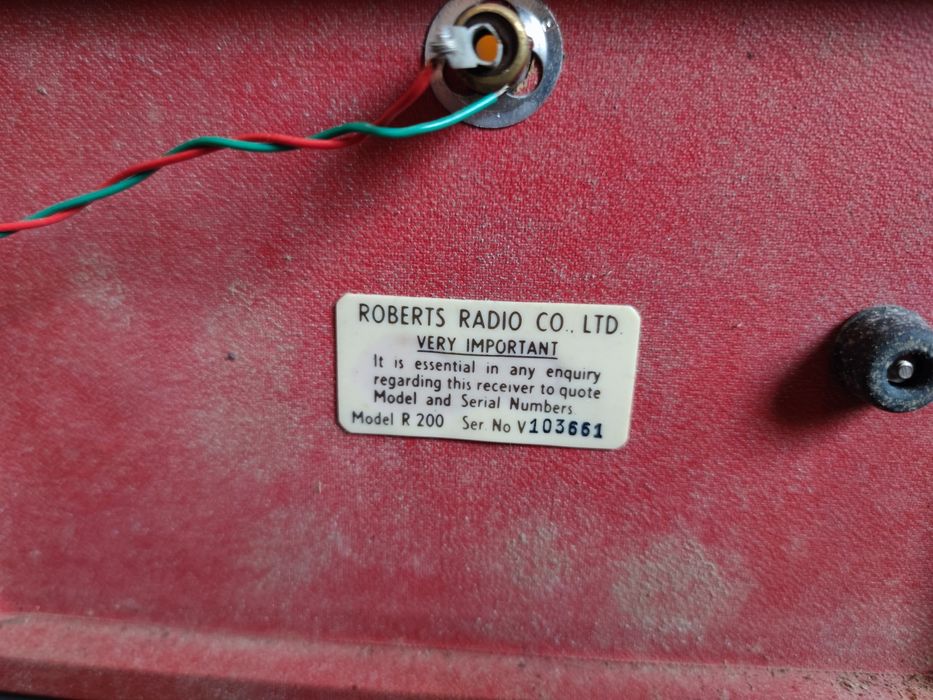 ROBERTS RADIO CO., LTD.
VERY IMPORTANT
It is essential in any enquiry
regarding this receiver to quote
Model and Serial Numbers.
Model R 200 Ser. No V 103661